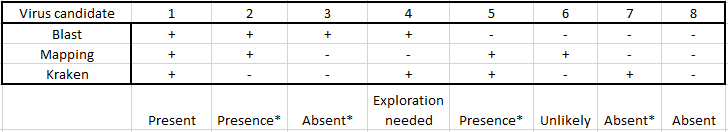 Virus candidate 1 2 3 4 5 6 7 8
Blast + + + + - - - -
Mapping + + - - + + - -
Kraken + - - + + - + -
Exploration
Present Presence* Absent* needed Presence* Unlikely Absent* Absent